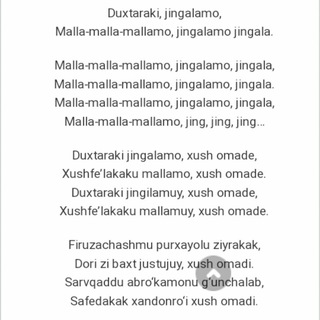 Duxtaraki, jingalamo,
Malla-malla-mallamo, jingalamo jingala.
Malla-malla-mallamo, jingalamo, jingala,
Malla-malla-mallamo, jingalamo, jingala.
Malla-malla-mallamo, jingalamo, jingala,
Malla-malla-mallamo, jing, jing, jing…
Duxtaraki jingalamo, xush omade,
Xushfe’lakaku mallamo, xush omade.
Duxtaraki jingilamuy, xush omade,
Xushfe’lakaku mallamuy, xush omade.
Firuzachashmu purxayolu ziyrakak,
Dori zi baxt justujuy, xush omadi.
Sarvqaddu abro‘kamonu g‘unchalab,
Safedakak xandonro‘i xush omadi.